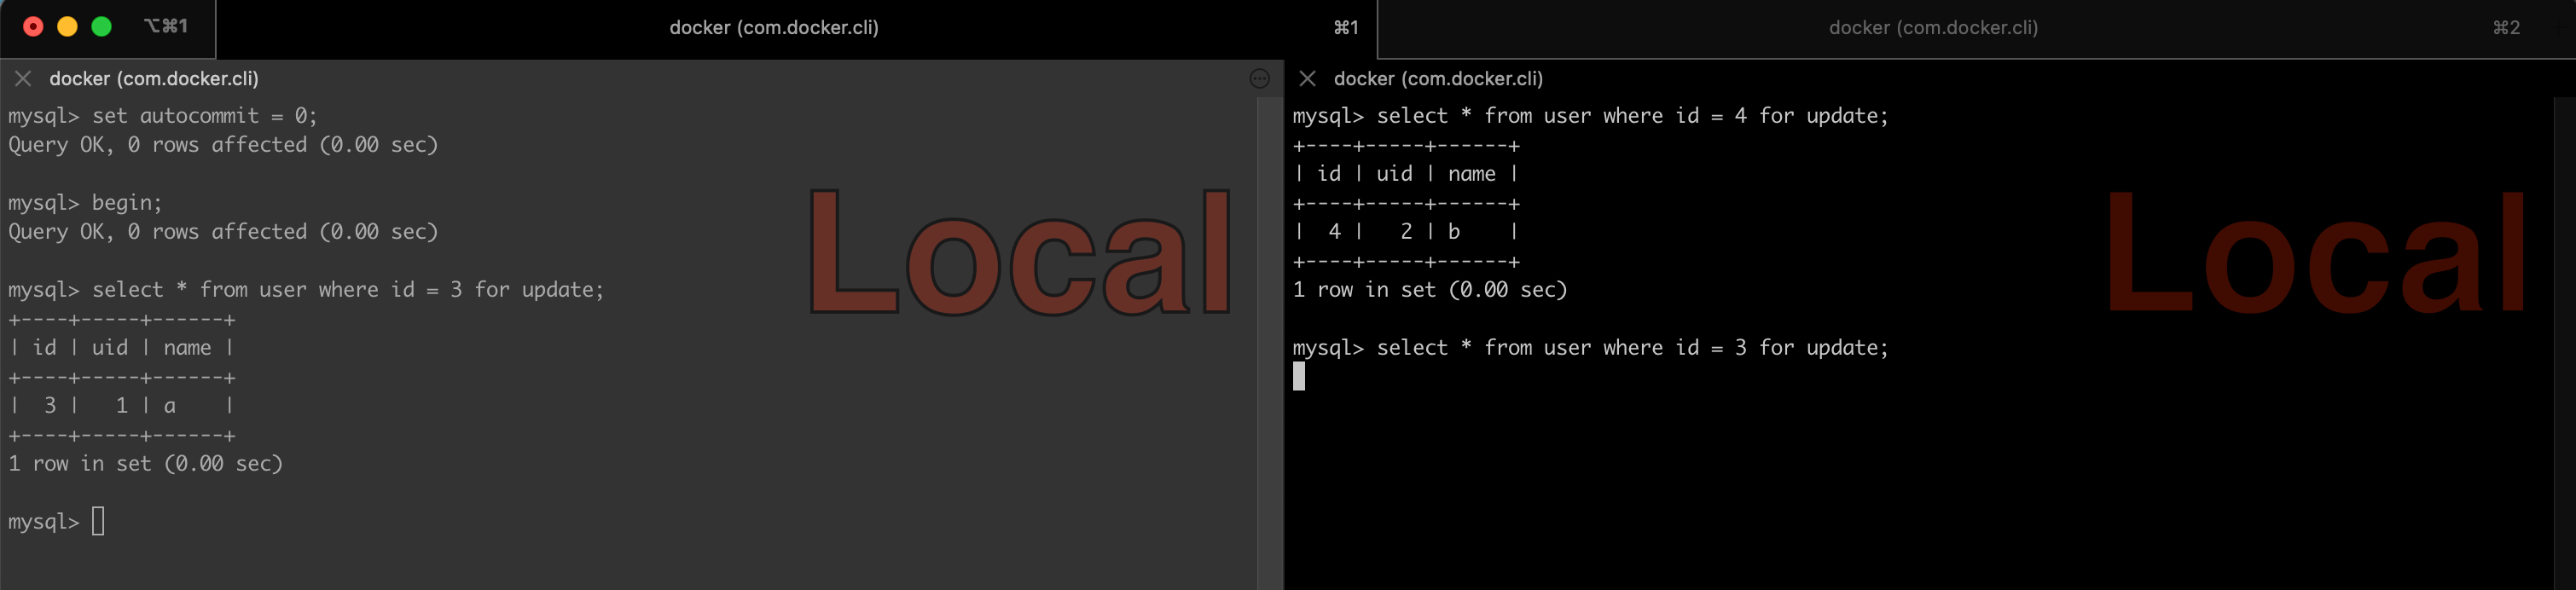 ⌥⌘1
docker (com.docker.cli)
⌘1
docker (com.docker.cli)
⌘2
docker (com.docker.cli)
mysql> set autocommit = 0;
Query OK, 0 rows affected (0.00 sec)
mysql> begin;
Query OK, 0 rows affected (0.00 sec)
mysql> select * from user where id = 3 for update;
+----+-----+------+
| id | uid | name |
+----+-----+------+
|  3 |   1 | a    |
+----+-----+------+
1 row in set (0.00 sec)
mysql>
Local
docker (com.docker.cli)
mysql> select * from user where id = 4 for update;
+----+-----+------+
| id | uid | name |
+----+-----+------+
|  4 |   2 | b    |
+----+-----+------+
1 row in set (0.00 sec)
mysql> select * from user where id = 3 for update;
Local